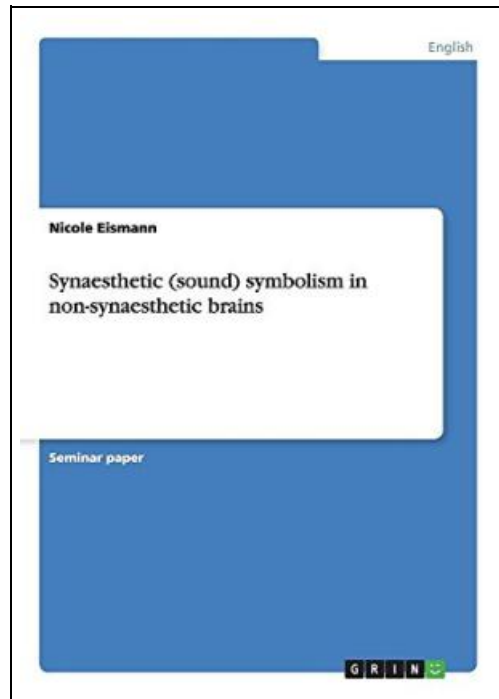 English
Nicole Eismann
Synaesthetic (sound) symbolism in
non-synaesthetic brains
Seminar paper
GRIN